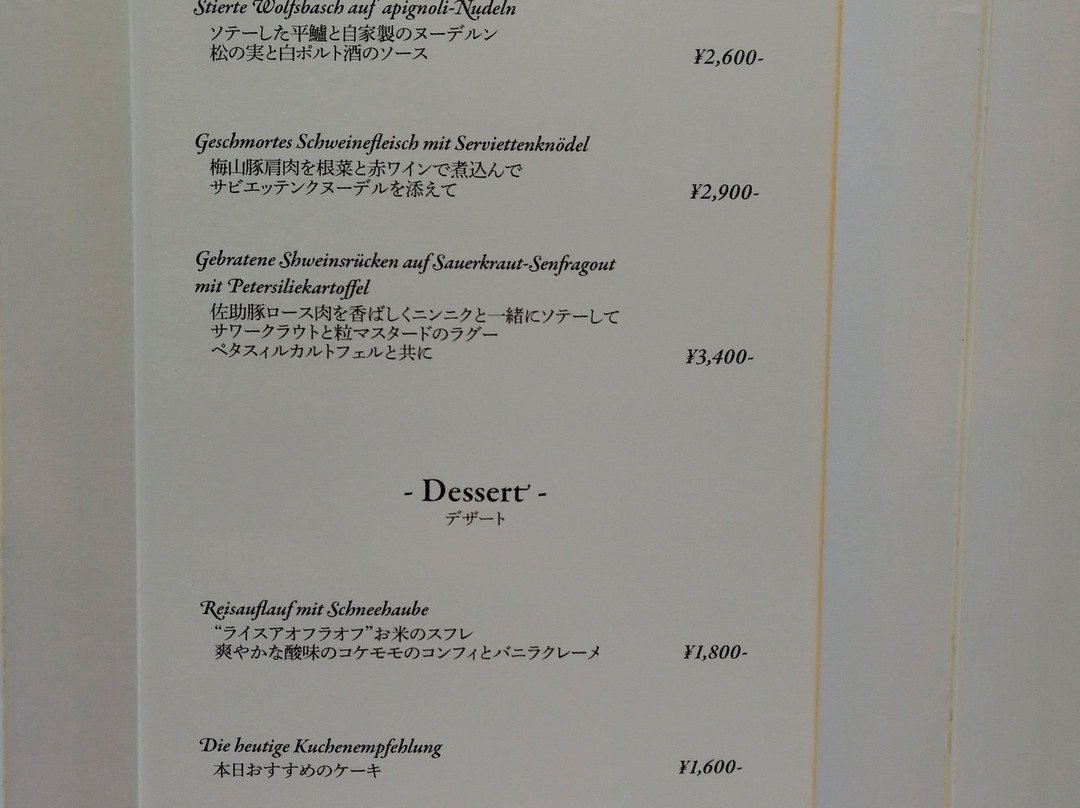 Stierte Wolfsbasch auf apignoli-Nudeln
ソテーした平鱸と自家製のヌーデルン
松の実と白ポルト酒のソース
¥2,600-
Geschmortes Schweinefleisch mit Serviettenknödel
梅山豚肩肉を根菜と赤ワインで煮込んで
サビエッテンクヌーデルを添えて
¥2,900-
Gebratene Shweinsrücken auf Sauerkraut-Senfragout
mit Petersiliekartoffel
佐助豚ロース肉を香ばしくニンニクと一緒にソテーして
サワークラウトと粒マスタードのラグー
ペタスィルカルトフェルと共に
¥3,400-
- Dessert -
デザート
Reisauflauf mit Schneehaube
“ライスアオフラオフ”お米のスフレ
爽やかな酸味のコケモモのコンフィとバニラクレーメ
¥1,800-
Die heutige Kuchenempfehlung
本日おすすめのケーキ
¥1,600-